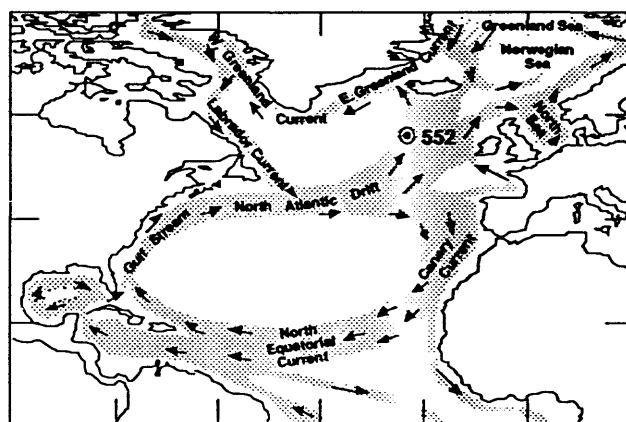 Greenland Sea
Norwegian
Sea
W. Greenland
Current
E. Greenland Current
North
Sea
552
Labrador Current
North Atlantic Drift
Gulf Stream
Canary
Current
North
Equatorial
Current